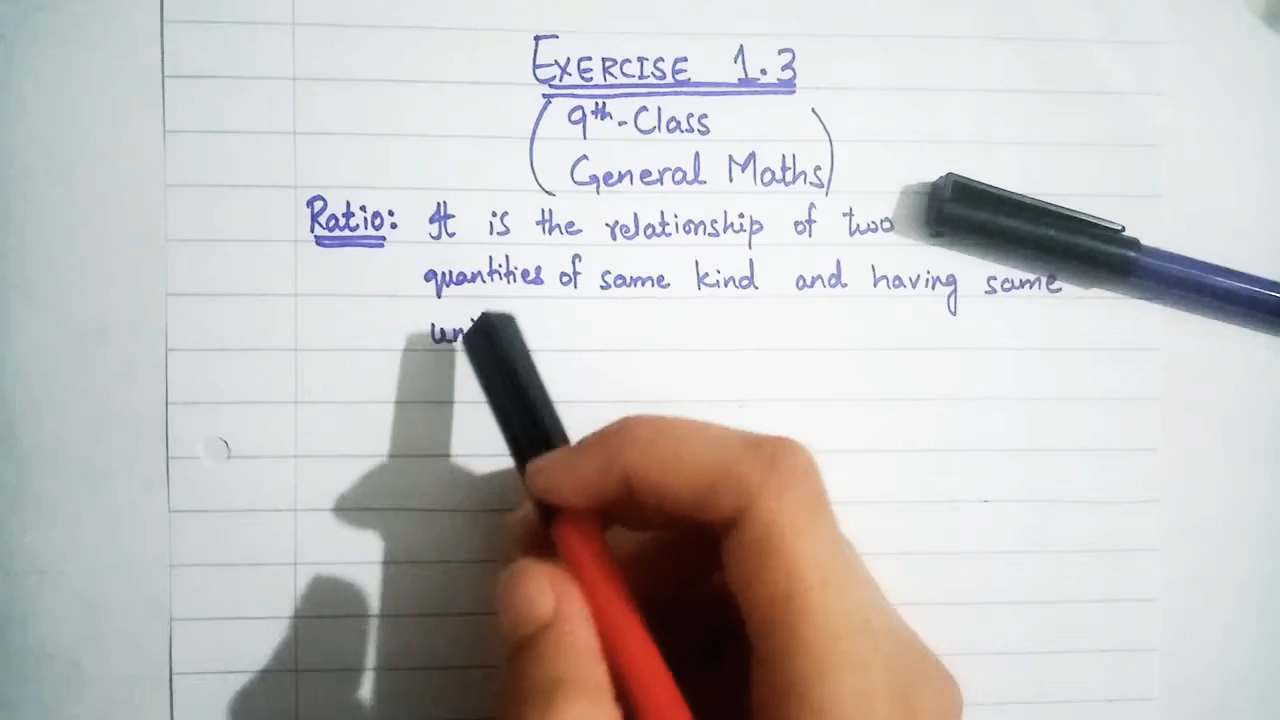 EXERCISE 1.3
(9th-Class
General Maths)
Ratio: It is the relationship of two
quantities of same kind and having same